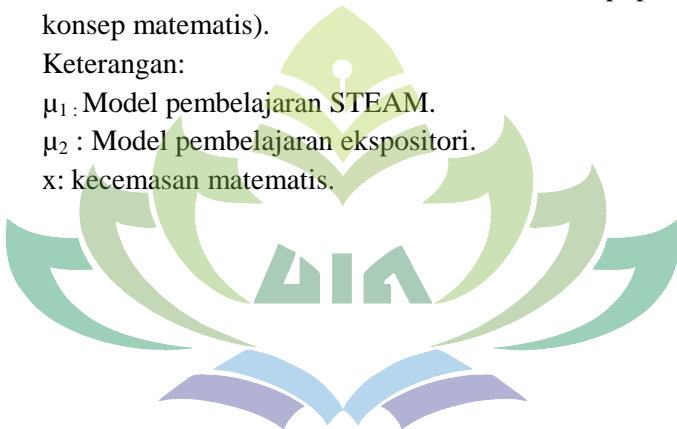 konsep matematis).
Keterangan:
µ₁ : Model pembelajaran STEAM.
µ₂ : Model pembelajaran ekspositori.
x: kecemasan matematis.